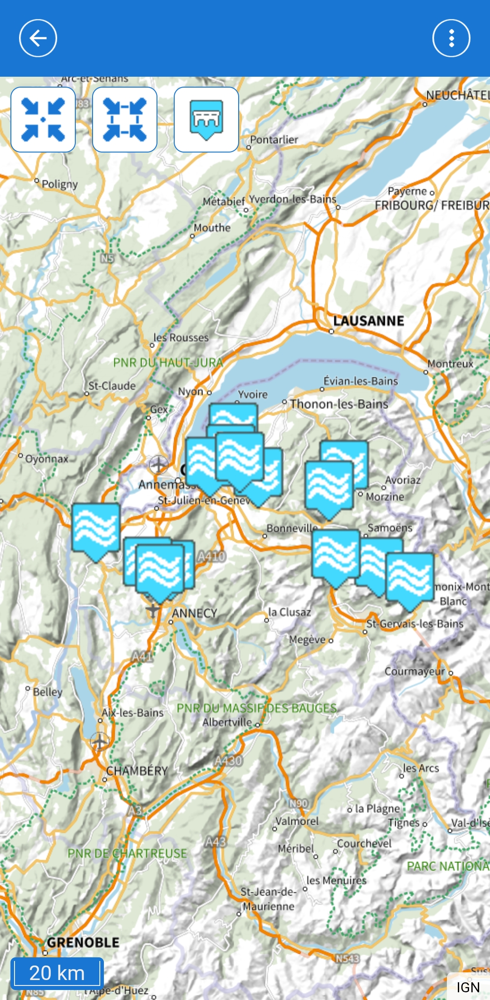 Arc-et-Senans
NEUCHÂTEL
Pontarlier
Poligny
Payerne
Métabief
Yverdon-les-Bains
FRIBOURG/ FREIBUR
Mouthe
N5
LAUSANNE
les Rousses
PNR DU HAUT-JURA
Montreux
St-Claude
Évian-les-Bains
Nyon
Yvoire
Thonon-les-Bains
Gex
Oyonnax
Avoriaz
Morzine
St-Julien-en-Genev
Bonneville
Samoëns
A410
monix-Mont
Blanc
ANNECY
la Clusaz
St-Gervais-les-Bains
Megève
A41
Courmayeur
Belley
Aix-les-Bains
PNR DU MASSIF DES BAUGES
Albertville
A430
CHAMBÉRY
les Arcs
N90
A3
la Plagne
Valmorel
Tignes
Val-d'Isè
A43
Méribel
Courchevel
PNR DE CHARTREUSE
PARC NATIONA
les Menuires
St-Jean-de-
Maurienne
GRENOBLE
N543
20 km
l'Alpe-d'Huez
N85
IGN